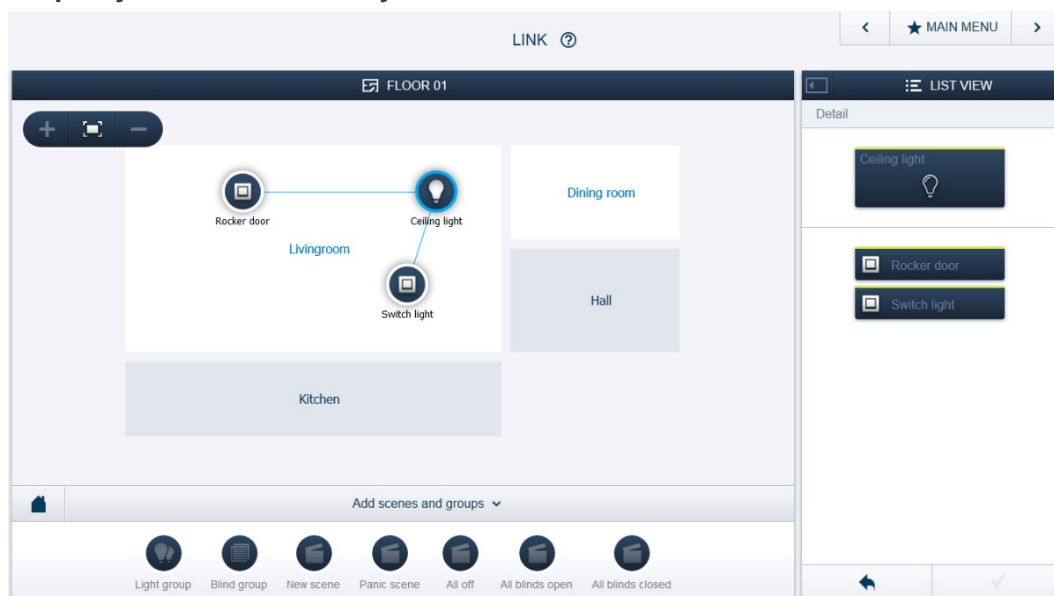 LINK ?
MAIN MENU
FLOOR 01
LIST VIEW
Detail
Rocker door
Ceiling light
Livingroom
Switch light
Dining room
Hall
Kitchen
Ceiling light
Rocker door
Switch light
Add scenes and groups
Light group
Blind group
New scene
Panic scene
All off
All blinds open
All blinds closed